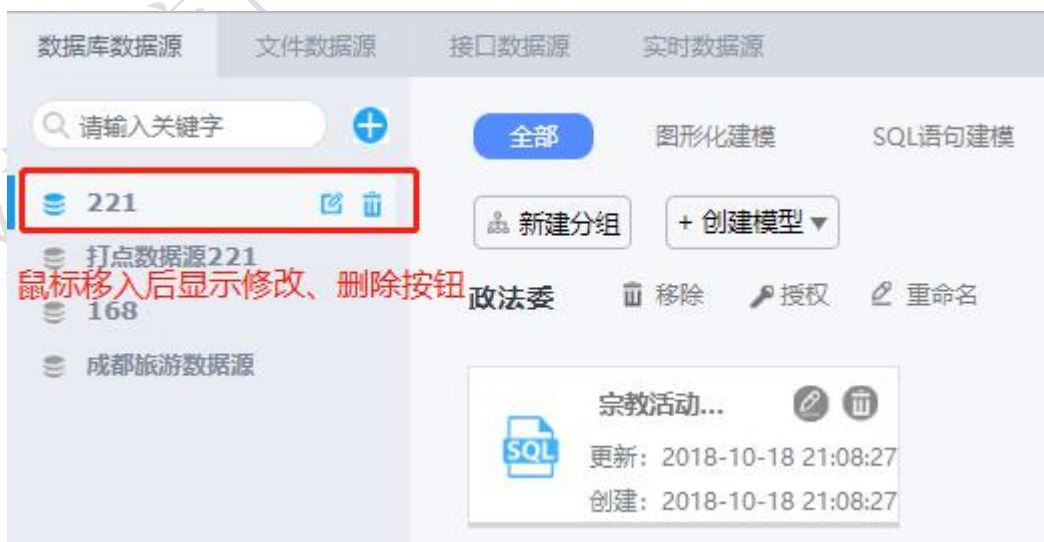 数据库数据源 文件数据源 接口数据源 实时数据源
请输入关键字
全部 图形化建模 SQL语句建模
221
新建分组 + 创建模型
打点数据源221
鼠标移入后显示修改、删除按钮
168
成都旅游数据源
政法委 移除 授权 重命名
宗教活动...
SQL
更新：2018-10-18 21:08:27
创建：2018-10-18 21:08:27